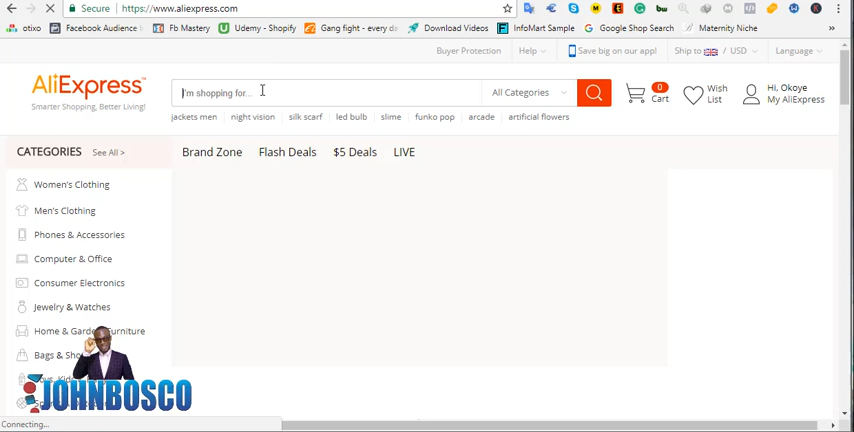 Secure https://www.aliexpress.com
otixo Facebook Audience Fb Mastery Udemy - Shopify Gang fight - every da Download Videos InfoMart Sample Google Shop Search Maternity Niche »
Buyer Protection Help Save big on our app! Ship to / USD Language
AliExpress™
Smarter Shopping, Better Living!
I'm shopping for... All Categories
0
Cart
Wish
List
Hi, Okoye
My AliExpress
jackets men night vision silk scarf led bulb slime funko pop arcade artificial flowers
CATEGORIES See All > Brand Zone Flash Deals $5 Deals LIVE
Women's Clothing
Men's Clothing
Phones & Accessories
Computer & Office
Consumer Electronics
Jewelry & Watches
Home & Garden, Furniture
Bags & Sho
JOHNBOSCO
Connecting...